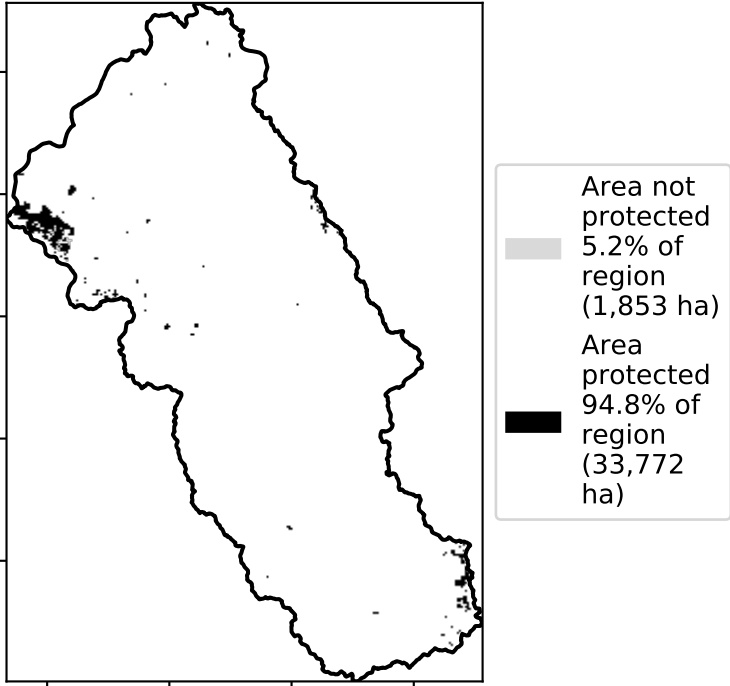 Area not
protected
5.2% of
region
(1,853 ha)
Area
protected
94.8% of
region
(33,772
ha)